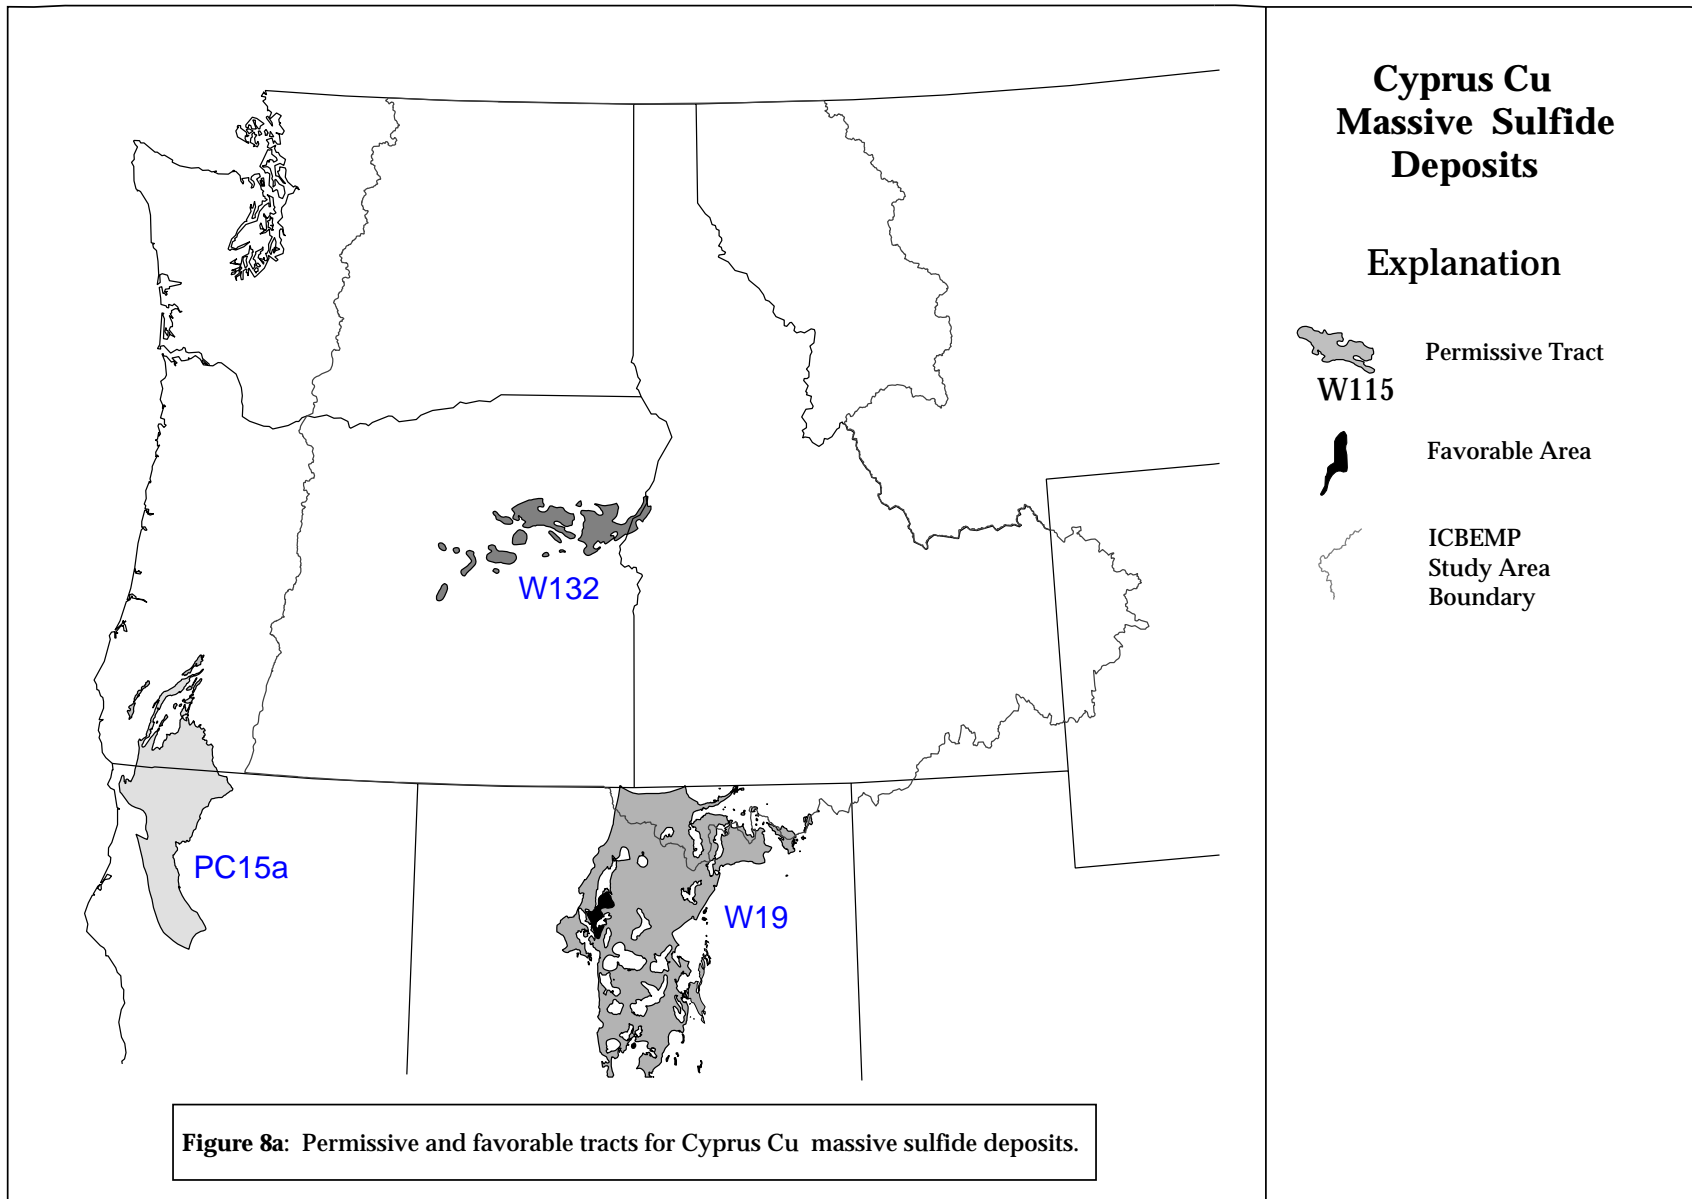 Cyprus Cu
Massive Sulfide
Deposits
Explanation
Permissive Tract
W115
Favorable Area
ICBEMP
Study Area
Boundary
W132
PC15a
W19
Figure 8a: Permissive and favorable tracts for Cyprus Cu massive sulfide deposits.